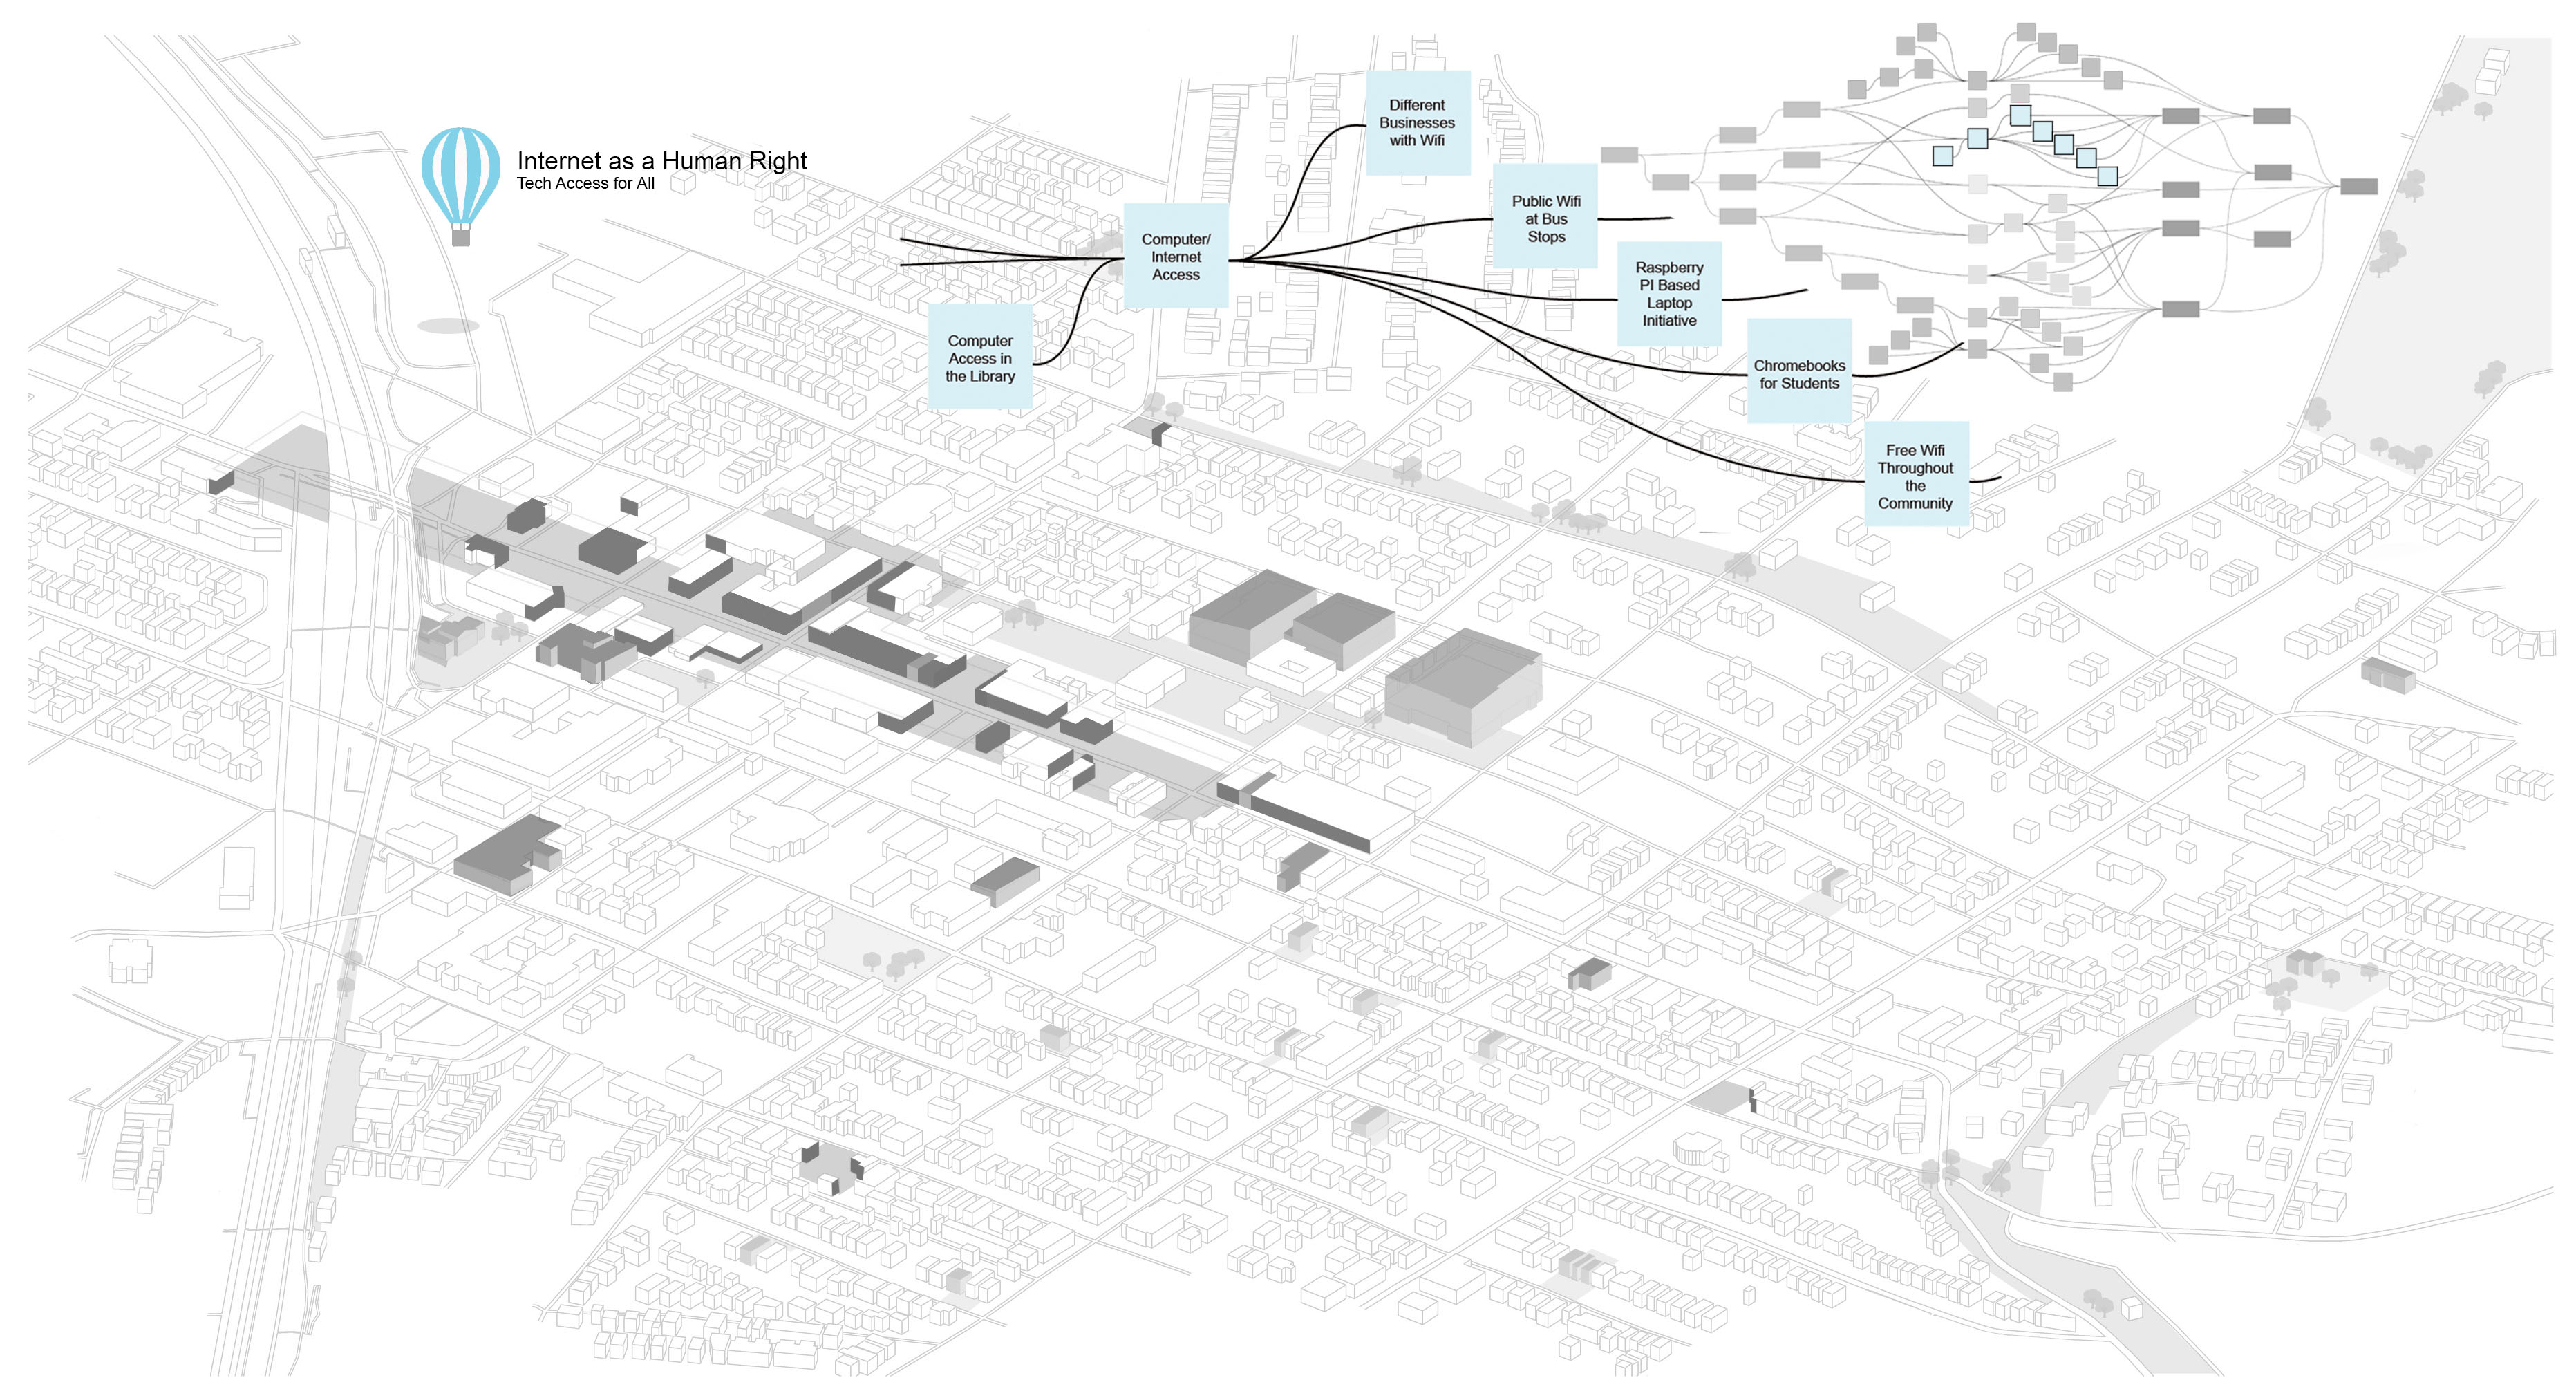 Internet as a Human Right
Tech Access for All
Different
Businesses
with Wifi
Public Wifi
at Bus
Stops
Computer/
Internet
Access
Raspberry
PI Based
Laptop
Initiative
Computer
Access in
the Library
Chromebooks
for Students
Free Wifi
Throughout
the
Community